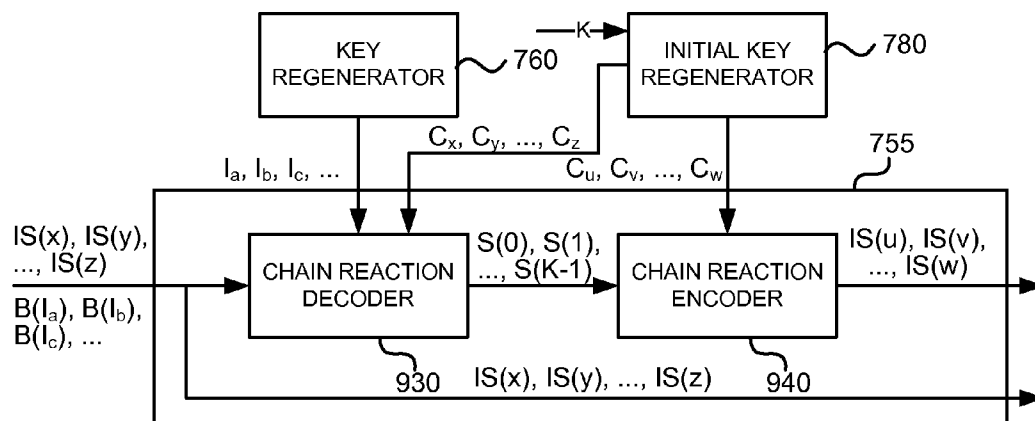 KEY
REGENERATOR
760
K
INITIAL KEY
REGENERATOR
780
Cx, Cy, ..., Cz
Ia, Ib, Ic, ...
Cu, Cv, ..., Cw
755
IS(x), IS(y),
..., IS(z)
B(Ia), B(Ib),
B(Ic), ...
CHAIN REACTION
DECODER
930
S(0), S(1),
..., S(K-1)
CHAIN REACTION
ENCODER
940
IS(u), IS(v),
..., IS(w)
IS(x), IS(y), ..., IS(z)